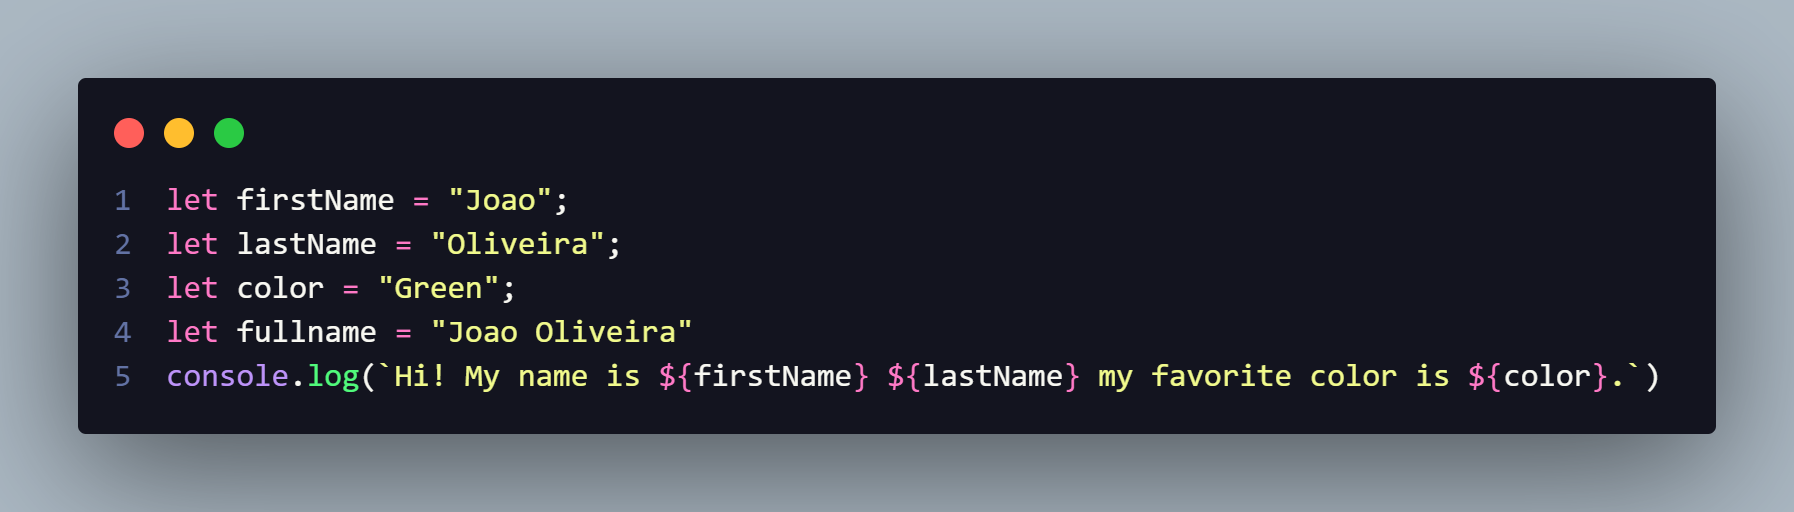 1 let firstName = "Joao";
2 let lastName = "Oliveira";
3 let color = "Green";
4 let fullname = "Joao Oliveira"
5 console.log(`Hi! My name is ${firstName} ${lastName} my favorite color is ${color}.`)